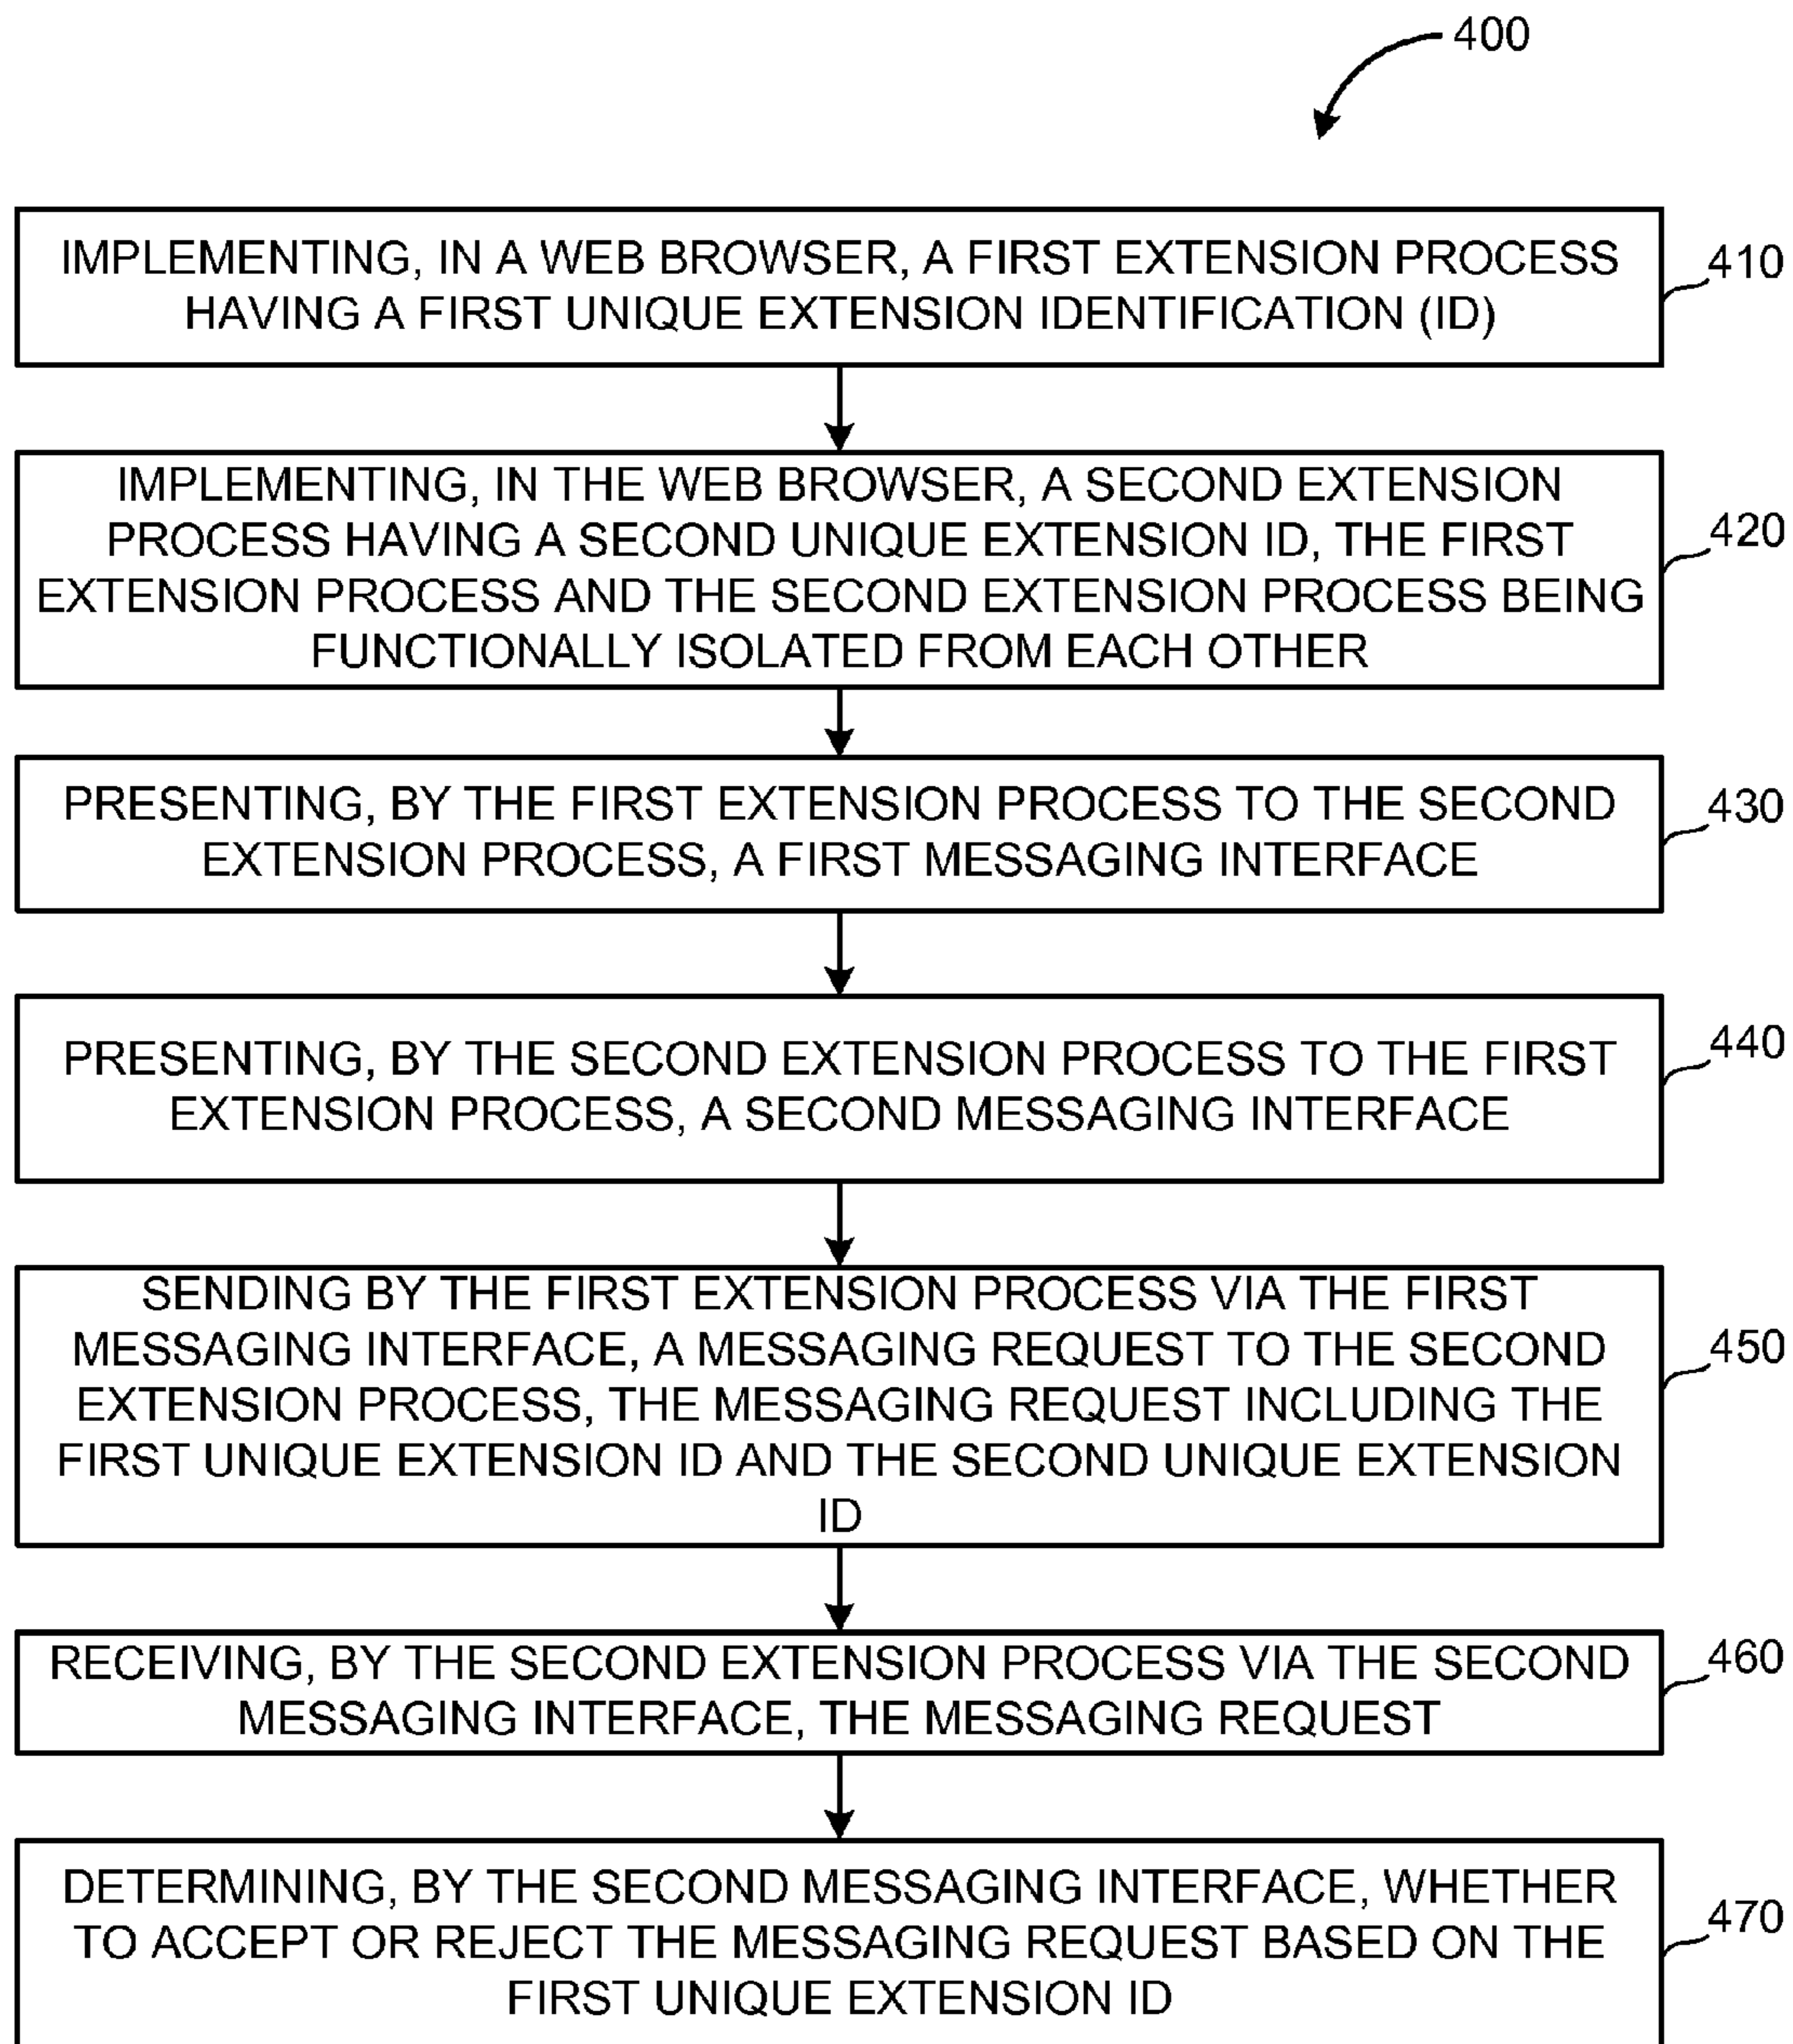 400
IMPLEMENTING, IN A WEB BROWSER, A FIRST EXTENSION PROCESS
HAVING A FIRST UNIQUE EXTENSION IDENTIFICATION (ID)
410
IMPLEMENTING, IN THE WEB BROWSER, A SECOND EXTENSION
PROCESS HAVING A SECOND UNIQUE EXTENSION ID, THE FIRST
EXTENSION PROCESS AND THE SECOND EXTENSION PROCESS BEING
FUNCTIONALLY ISOLATED FROM EACH OTHER
420
PRESENTING, BY THE FIRST EXTENSION PROCESS TO THE SECOND
EXTENSION PROCESS, A FIRST MESSAGING INTERFACE
430
PRESENTING, BY THE SECOND EXTENSION PROCESS TO THE FIRST
EXTENSION PROCESS, A SECOND MESSAGING INTERFACE
440
SENDING BY THE FIRST EXTENSION PROCESS VIA THE FIRST
MESSAGING INTERFACE, A MESSAGING REQUEST TO THE SECOND
EXTENSION PROCESS, THE MESSAGING REQUEST INCLUDING THE
FIRST UNIQUE EXTENSION ID AND THE SECOND UNIQUE EXTENSION
ID
450
RECEIVING, BY THE SECOND EXTENSION PROCESS VIA THE SECOND
MESSAGING INTERFACE, THE MESSAGING REQUEST
460
DETERMINING, BY THE SECOND MESSAGING INTERFACE, WHETHER
TO ACCEPT OR REJECT THE MESSAGING REQUEST BASED ON THE
FIRST UNIQUE EXTENSION ID
470